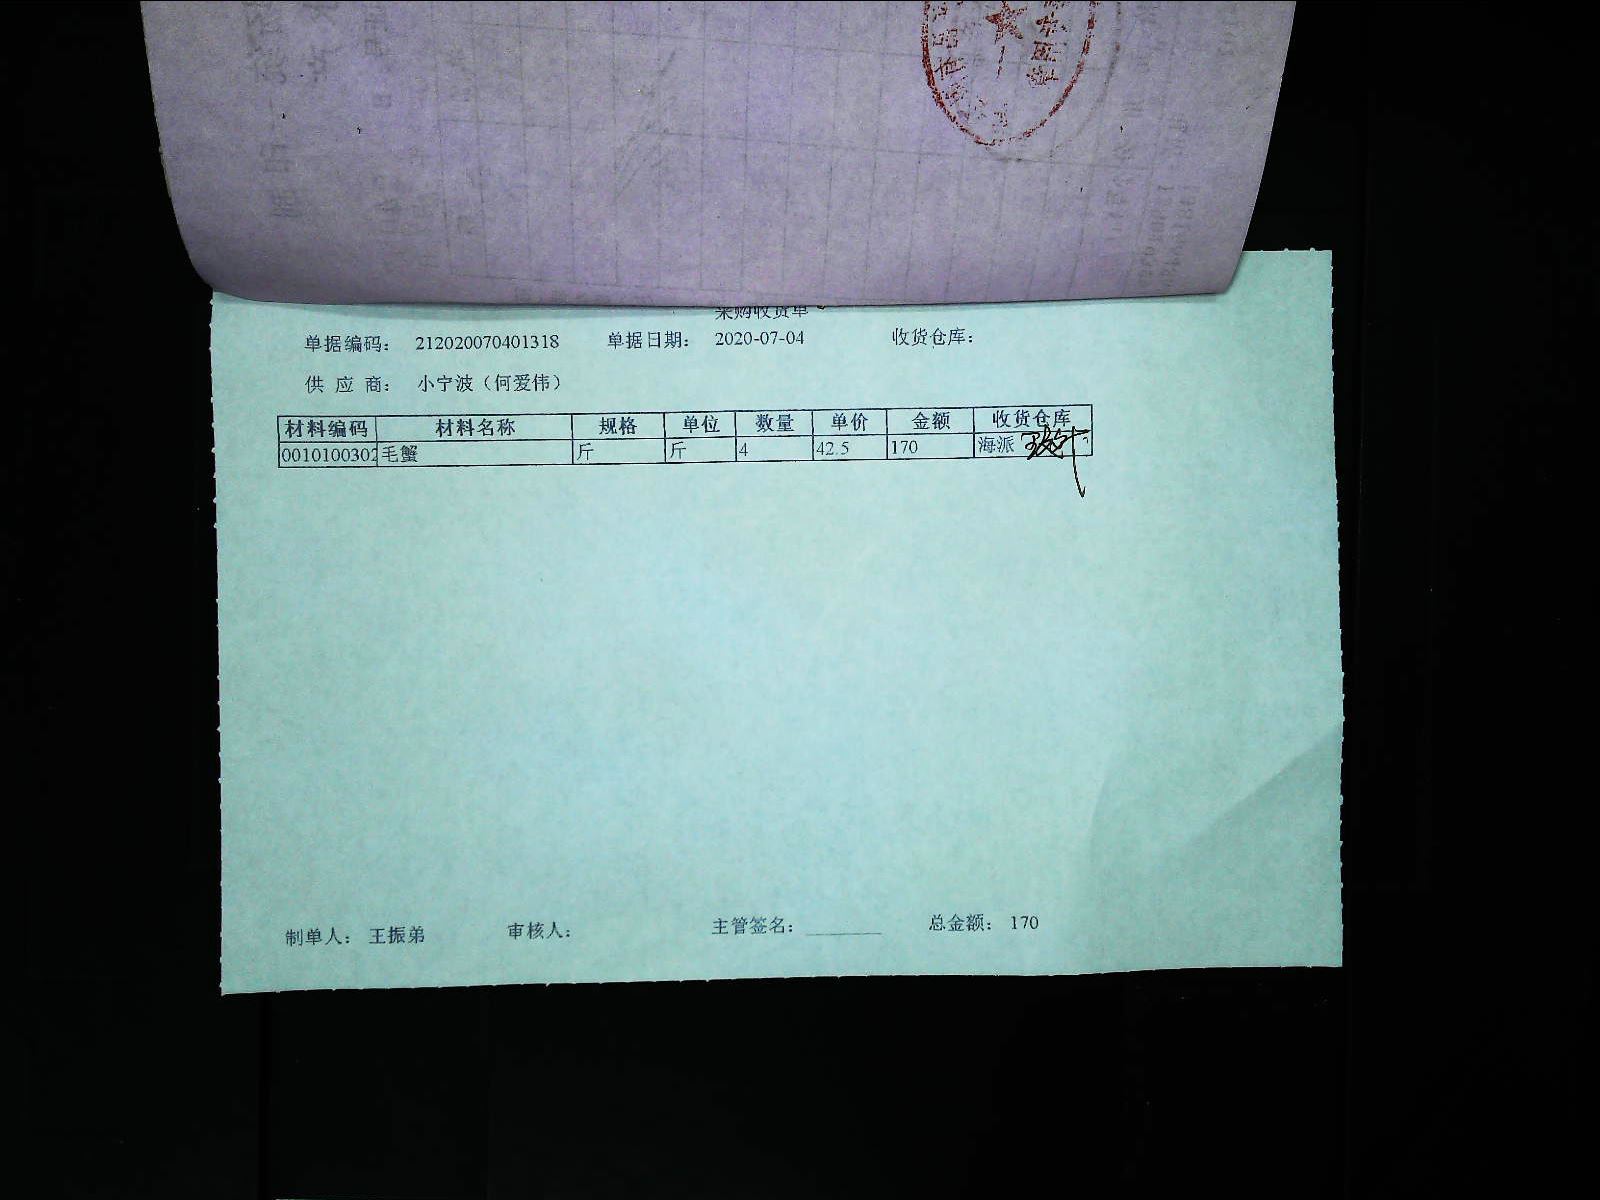 采购收货单
单据编码： 212020070401318 单据日期： 2020-07-04 收货仓库：
供 应 商： 小宁波（何爱伟）
材料编码 材料名称 规格 单位 数量 单价 金额 收货仓库
0010100302 毛蟹 斤 斤 4 42.5 170 海派
制单人： 王振弟 审核人： 主管签名： ________ 总金额： 170